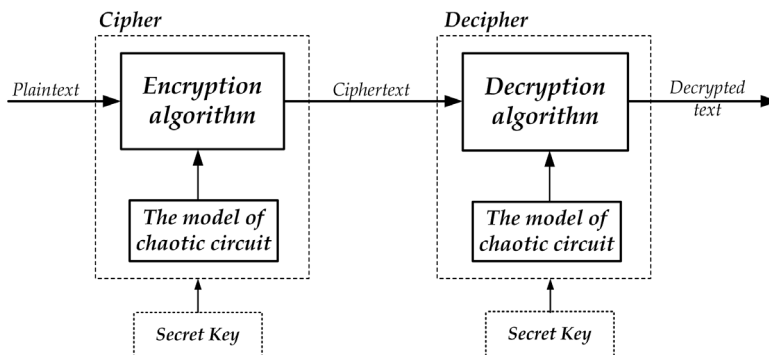 Cipher
Decipher
Plaintext
Encryption
algorithm
Ciphertext
Decryption
algorithm
Decrypted
text
The model of
chaotic circuit
The model of
chaotic circuit
Secret Key
Secret Key